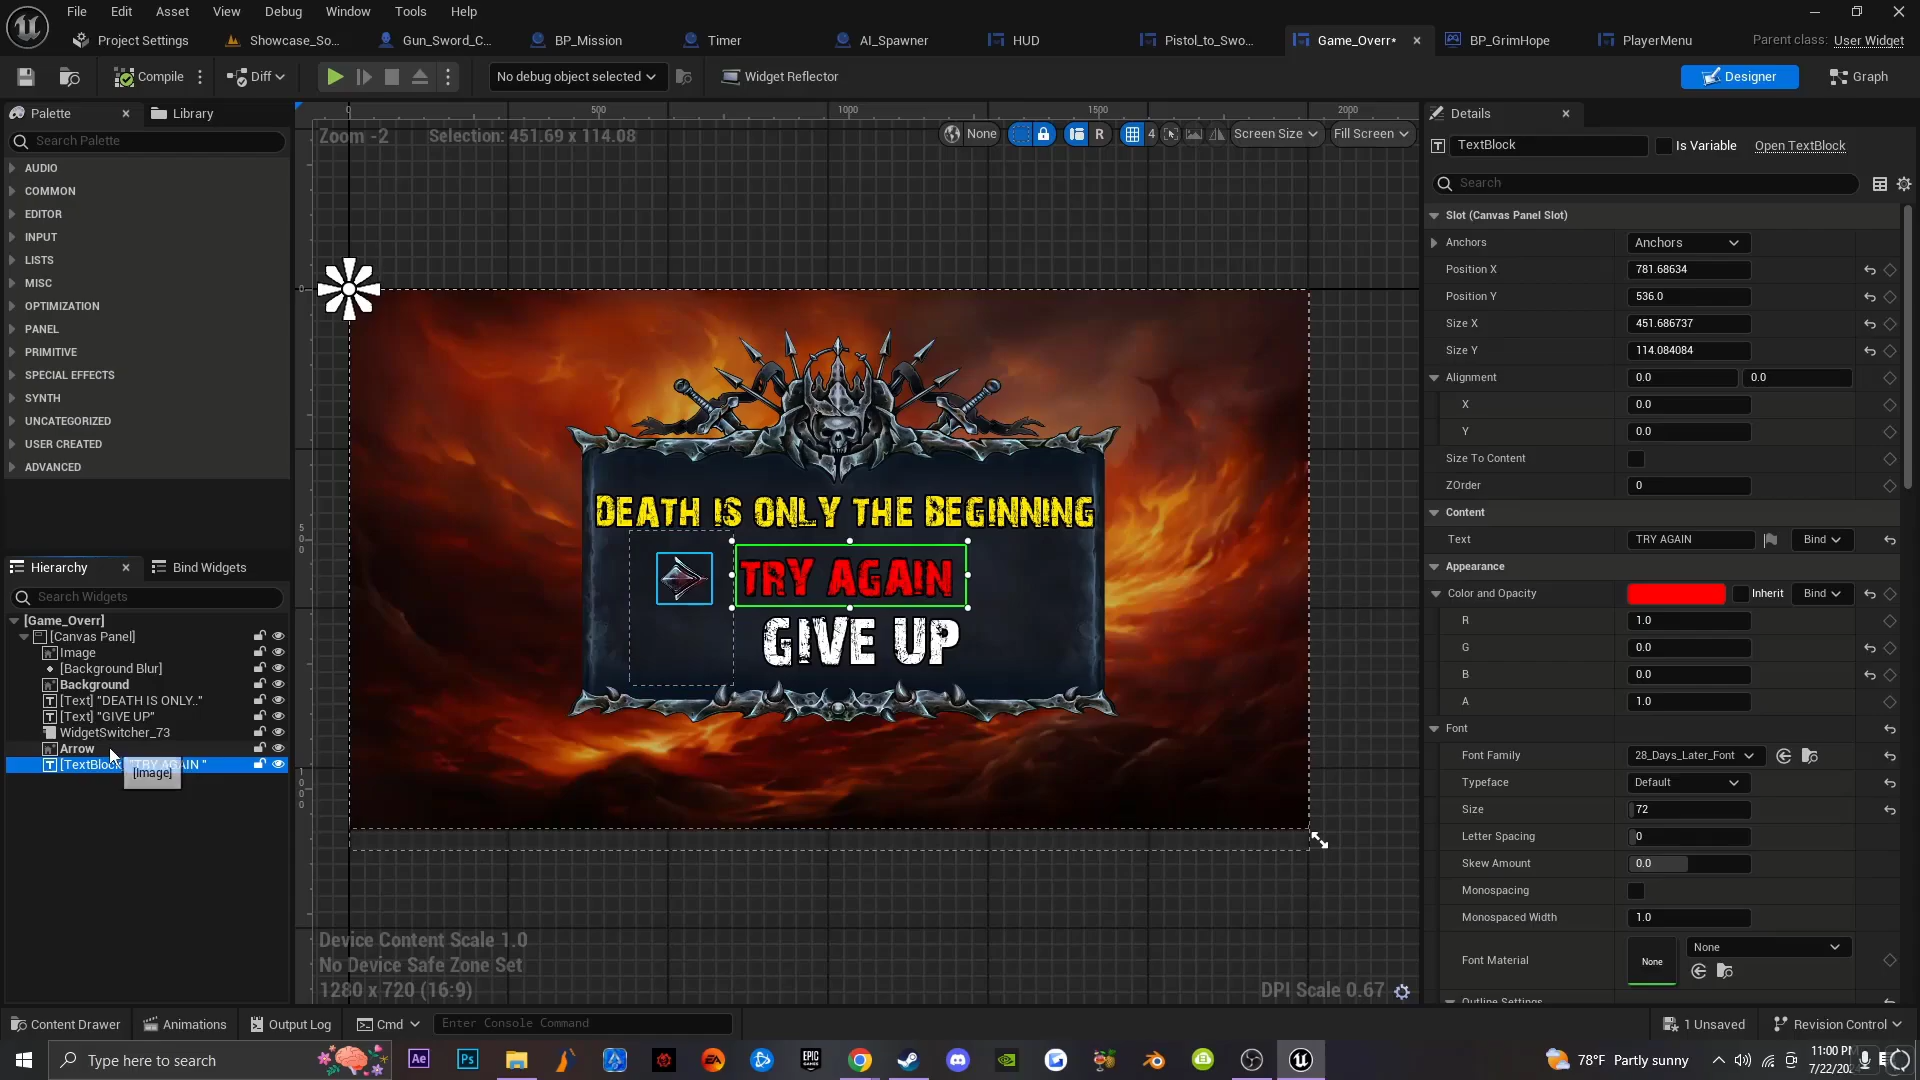 File Edit Asset View Debug Window Tools Help
Project Settings
Showcase_So...
Gun_Sword_C...
BP_Mission
Timer
AI_Spawner
HUD
Pistol_to_Swo...
Game_Overr*
BP_GrimHope
PlayerMenu
Parent class: User Widget
Compile
Diff
No debug object selected
Widget Reflector
Designer
Graph
Palette
Library
Search Palette
AUDIO
COMMON
EDITOR
INPUT
LISTS
MISC
OPTIMIZATION
PANEL
PRIMITIVE
SPECIAL EFFECTS
SYNTH
UNCATEGORIZED
USER CREATED
ADVANCED
Hierarchy
Bind Widgets
Search Widgets
[Game_Overr]
[Canvas Panel]
Image
[Background Blur]
Background
[Text] "DEATH IS ONLY.."
[Text] "GIVE UP"
WidgetSwitcher_73
Arrow
[Image]
0
500
1000
1500
2000
Zoom -2
Selection: 451.69 x 114.08
None
R
4
Screen Size
Fill Screen
DEATH IS ONLY THE BEGINNING
TRY AGAIN
GIVE UP
Device Content Scale 1.0
No Device Safe Zone Set
1280 x 720 (16:9)
DPI Scale 0.67
Details
TextBlock
Is Variable
Open TextBlock
Search
Slot (Canvas Panel Slot)
Anchors
Anchors
Position X
781.68634
Position Y
536.0
Size X
451.686737
Size Y
114.084084
Alignment
0.0
0.0
X
0.0
Y
0.0
Size To Content
ZOrder
0
Content
Text
TRY AGAIN
Bind
Appearance
Color and Opacity
Inherit
Bind
R
1.0
G
0.0
B
0.0
A
1.0
Font
Font Family
28_Days_Later_Font
Typeface
Default
Size
72
Letter Spacing
0
Skew Amount
0.0
Monospacing
Monospaced Width
1.0
Font Material
None
None
Outline Settings
Content Drawer
Animations
Output Log
Cmd
Enter Console Command
1 Unsaved
Revision Control
Type here to search
78°F Partly sunny
11:00